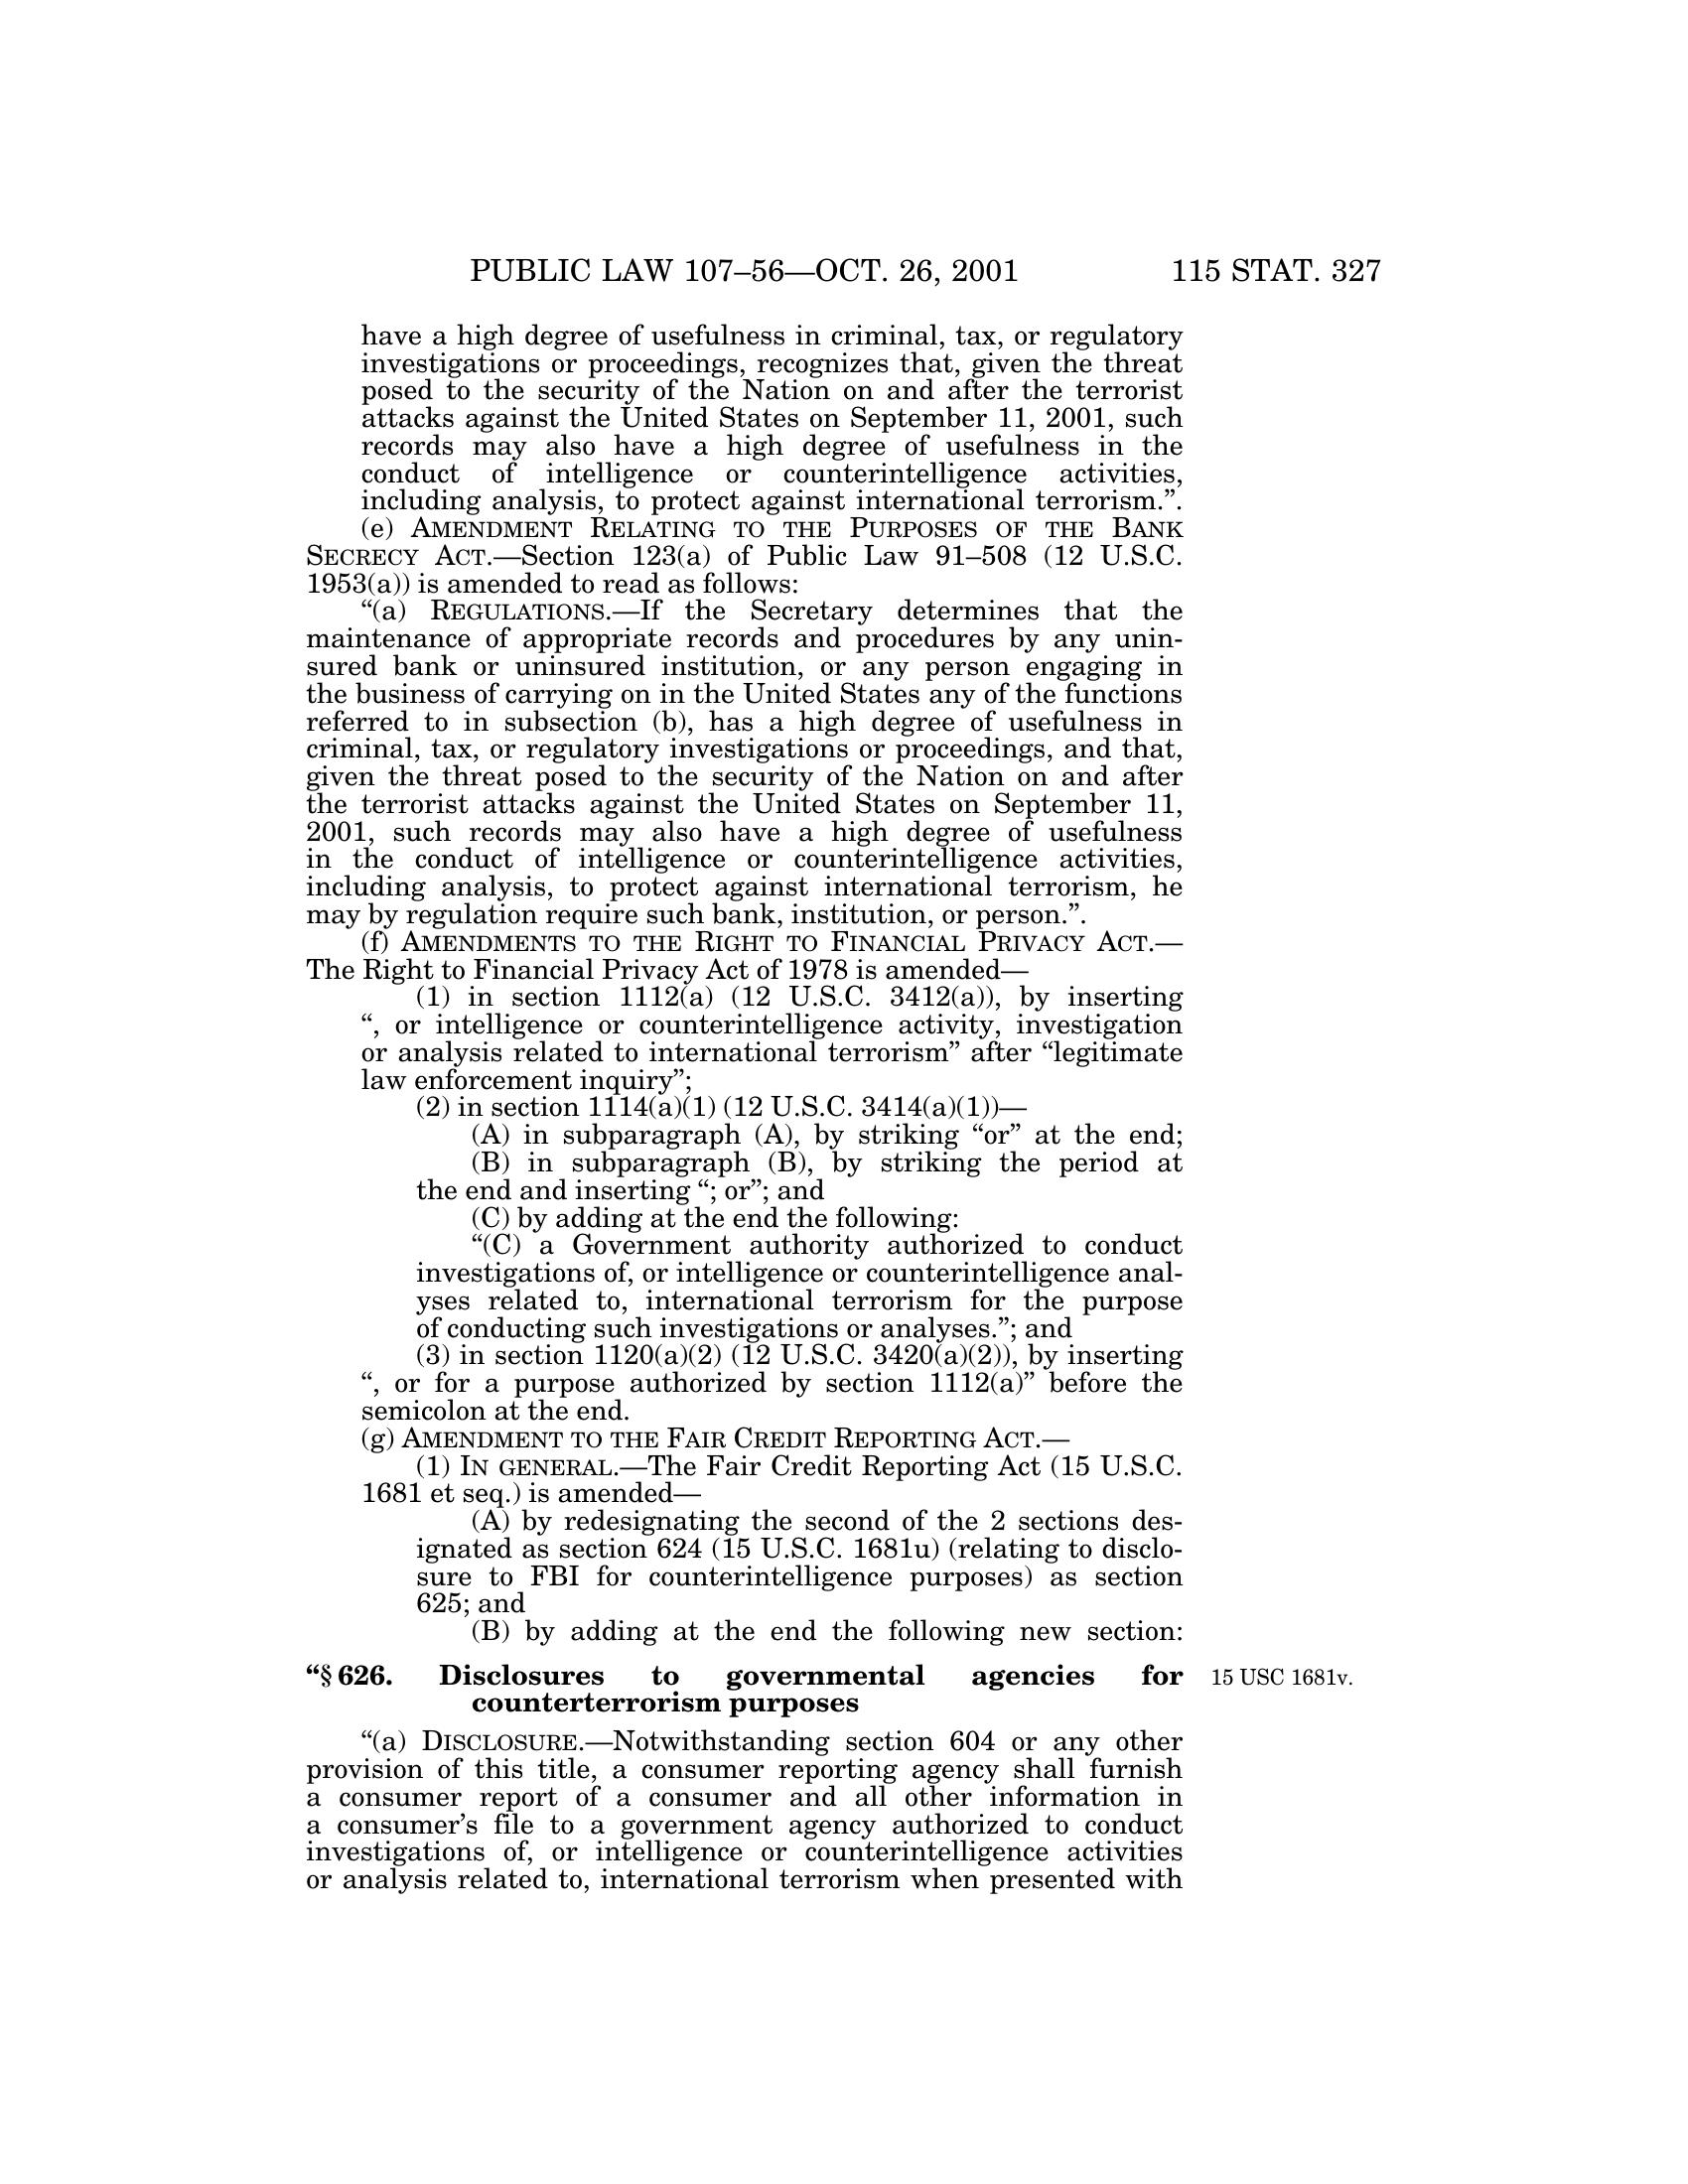 PUBLIC LAW 107–56—OCT. 26, 2001 115 STAT. 327
have a high degree of usefulness in criminal, tax, or regulatory
investigations or proceedings, recognizes that, given the threat
posed to the security of the Nation on and after the terrorist
attacks against the United States on September 11, 2001, such
records may also have a high degree of usefulness in the
conduct of intelligence or counterintelligence activities,
including analysis, to protect against international terrorism.”.
(e) AMENDMENT RELATING TO THE PURPOSES OF THE BANK
SECRECY ACT.—Section 123(a) of Public Law 91–508 (12 U.S.C.
1953(a)) is amended to read as follows:
“(a) REGULATIONS.—If the Secretary determines that the
maintenance of appropriate records and procedures by any unin-
sured bank or uninsured institution, or any person engaging in
the business of carrying on in the United States any of the functions
referred to in subsection (b), has a high degree of usefulness in
criminal, tax, or regulatory investigations or proceedings, and that,
given the threat posed to the security of the Nation on and after
the terrorist attacks against the United States on September 11,
2001, such records may also have a high degree of usefulness
in the conduct of intelligence or counterintelligence activities,
including analysis, to protect against international terrorism, he
may by regulation require such bank, institution, or person.”.
(f) AMENDMENTS TO THE RIGHT TO FINANCIAL PRIVACY ACT.—
The Right to Financial Privacy Act of 1978 is amended—
(1) in section 1112(a) (12 U.S.C. 3412(a)), by inserting
“, or intelligence or counterintelligence activity, investigation
or analysis related to international terrorism” after “legitimate
law enforcement inquiry”;
(2) in section 1114(a)(1) (12 U.S.C. 3414(a)(1))—
(A) in subparagraph (A), by striking “or” at the end;
(B) in subparagraph (B), by striking the period at
the end and inserting “; or”; and
(C) by adding at the end the following:
“(C) a Government authority authorized to conduct
investigations of, or intelligence or counterintelligence anal-
yses related to, international terrorism for the purpose
of conducting such investigations or analyses.”; and
(3) in section 1120(a)(2) (12 U.S.C. 3420(a)(2)), by inserting
“, or for a purpose authorized by section 1112(a)” before the
semicolon at the end.
(g) AMENDMENT TO THE FAIR CREDIT REPORTING ACT.—
(1) IN GENERAL.—The Fair Credit Reporting Act (15 U.S.C.
1681 et seq.) is amended—
(A) by redesignating the second of the 2 sections des-
ignated as section 624 (15 U.S.C. 1681u) (relating to disclo-
sure to FBI for counterintelligence purposes) as section
625; and
(B) by adding at the end the following new section:
“§ 626. Disclosures to governmental agencies for 15 USC 1681v.
counterterrorism purposes
“(a) DISCLOSURE.—Notwithstanding section 604 or any other
provision of this title, a consumer reporting agency shall furnish
a consumer report of a consumer and all other information in
a consumer’s file to a government agency authorized to conduct
investigations of, or intelligence or counterintelligence activities
or analysis related to, international terrorism when presented with